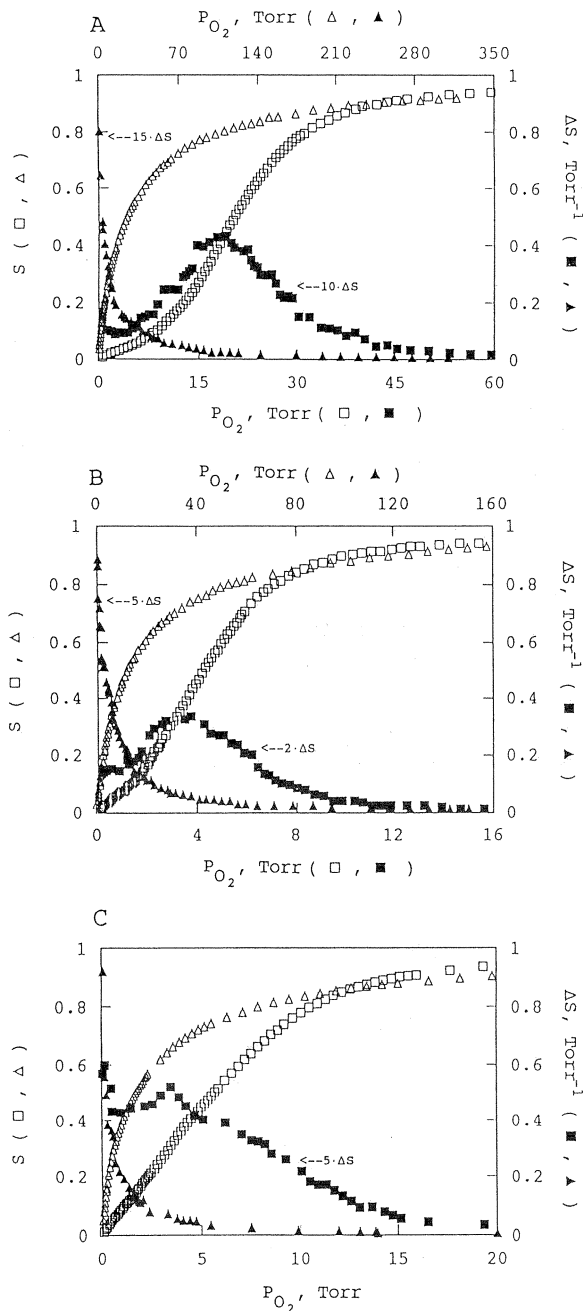 A
P_O₂, Torr ( △ , ▲ )
0 70 140 210 280 350
1 0.8 0.6 0.4 0.2 0
S ( □ , △ )
<--15·ΔS
<--10·ΔS
1 0.8 0.6 0.4 0.2 0
ΔS, Torr⁻¹ ( ■ , ▲ )
0 15 30 45 60
P_O₂, Torr ( □ , ■ )
B
P_O₂, Torr ( △ , ▲ )
0 40 80 120 160
1 0.8 0.6 0.4 0.2 0
S ( □ , △ )
<--5·ΔS
<--2·ΔS
1 0.8 0.6 0.4 0.2 0
ΔS, Torr⁻¹ ( ■ , ▲ )
0 4 8 12 16
P_O₂, Torr ( □ , ■ )
C
1 0.8 0.6 0.4 0.2 0
S ( □ , △ )
<--5·ΔS
1 0.8 0.6 0.4 0.2 0
ΔS, Torr⁻¹ ( ■ , ▲ )
0 5 10 15 20
P_O₂, Torr